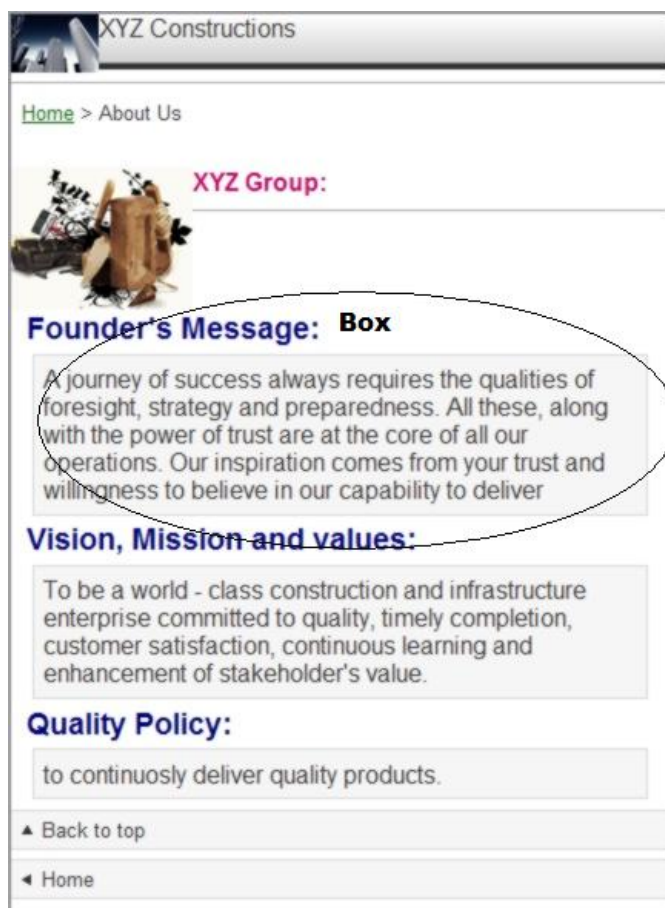 XYZ Constructions
Home > About Us
XYZ Group:
Founder's Message: Box
A journey of success always requires the qualities of
foresight, strategy and preparedness. All these, along
with the power of trust are at the core of all our
operations. Our inspiration comes from your trust and
willingness to believe in our capability to deliver
Vision, Mission and values:
To be a world - class construction and infrastructure
enterprise committed to quality, timely completion,
customer satisfaction, continuous learning and
enhancement of stakeholder's value.
Quality Policy:
to continuosly deliver quality products.
Back to top
Home